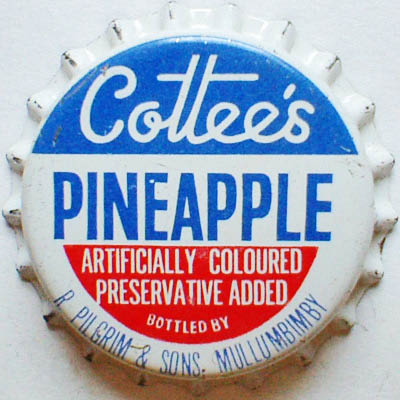 Cottee's
PINEAPPLE
ARTIFICIALLY COLOURED
PRESERVATIVE ADDED
BOTTLED BY
R. PILGRIM & SONS. MULLUMBIMBY